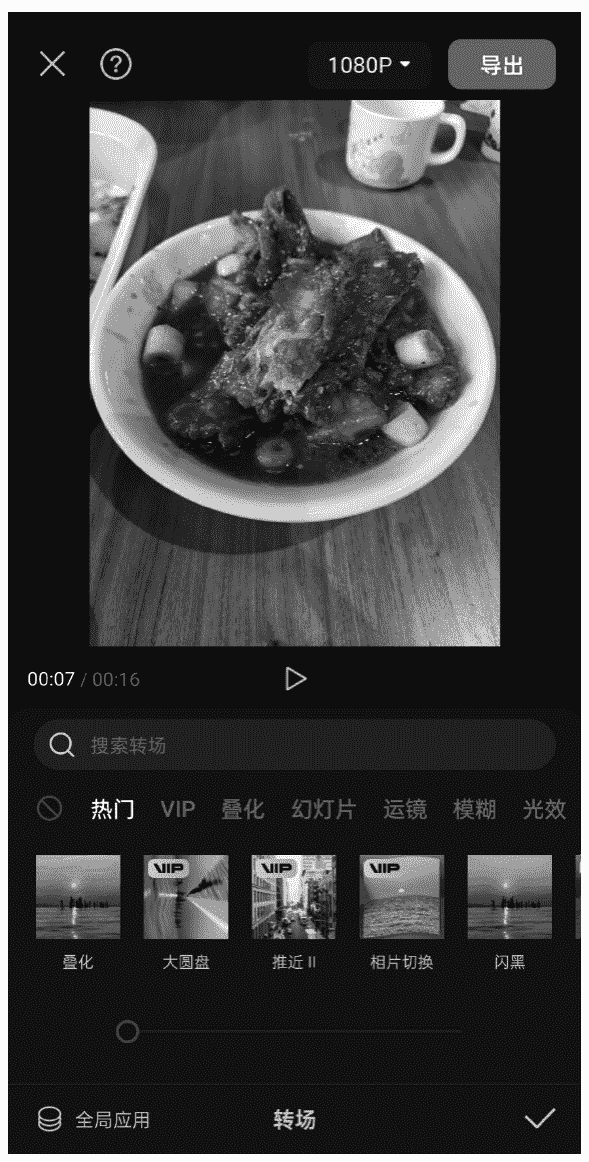 1080P 导出
00:07 / 00:16
搜索转场
热门 VIP 叠化 幻灯片 运镜 模糊 光效
VIP VIP VIP
叠化 大圆盘 推近 II 相片切换 闪黑
全局应用 转场